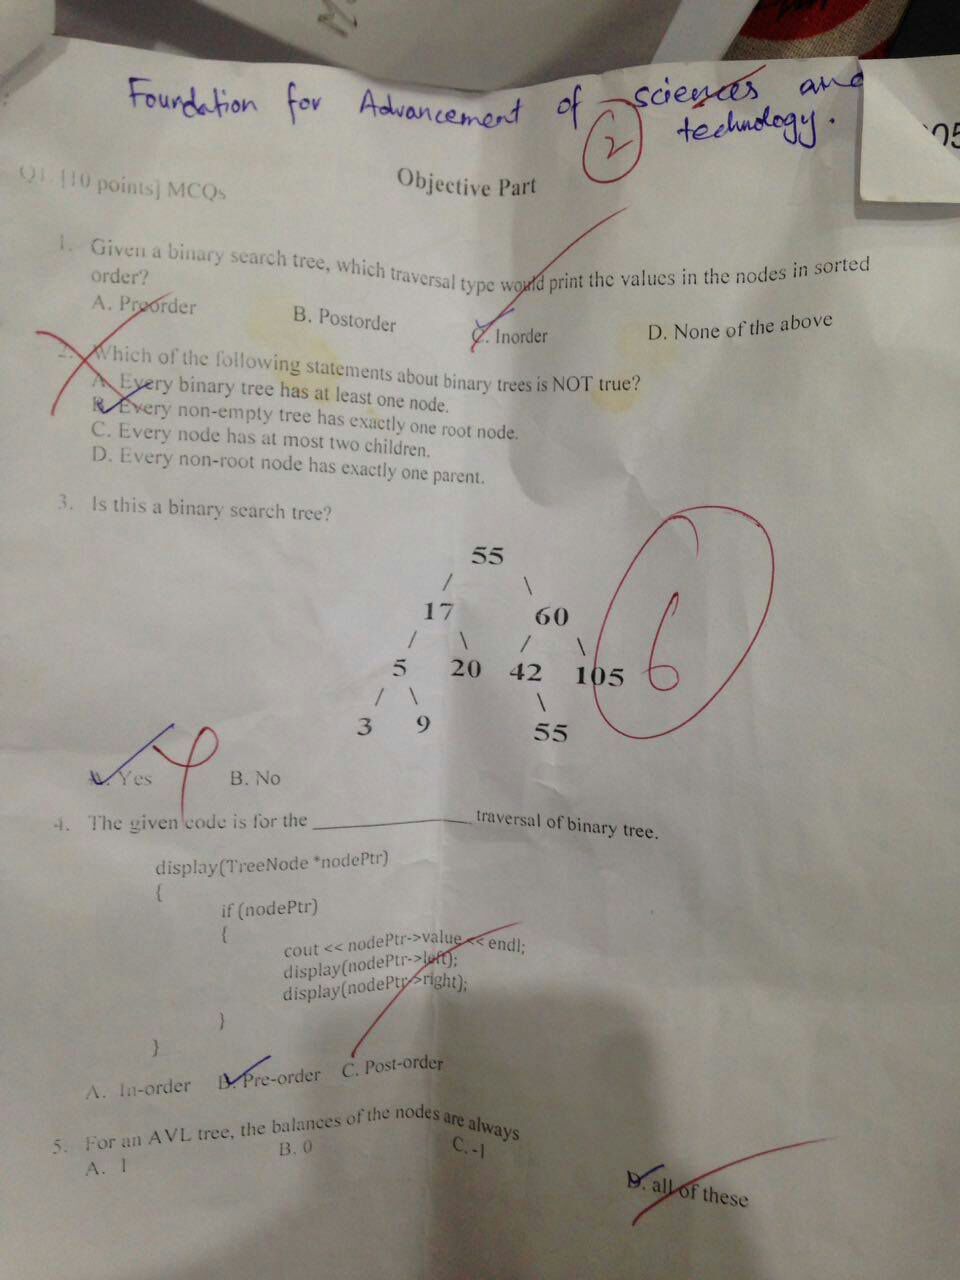 Foundation for Advancement of sciences and
technology.
2
05
Q1. [10 points] MCQs
Objective Part
1. Given a binary search tree, which traversal type would print the values in the nodes in sorted
order?
A. Preorder B. Postorder C. Inorder D. None of the above
2. Which of the following statements about binary trees is NOT true?
A. Every binary tree has at least one node.
B. Every non-empty tree has exactly one root node.
C. Every node has at most two children.
D. Every non-root node has exactly one parent.
3. Is this a binary search tree?
55
/ \
17 60
/ \ / \
5 20 42 105
6
/ \ \
3 9 55
A. Yes B. No
4. The given code is for the ______________ traversal of binary tree.
display(TreeNode *nodePtr)
{
if (nodePtr)
{
cout << nodePtr->value << endl;
display(nodePtr->left);
display(nodePtr->right);
}
}
A. In-order B. Pre-order C. Post-order
5. For an AVL tree, the balances of the nodes are always
A. 1 B. 0 C. -1 D. all of these